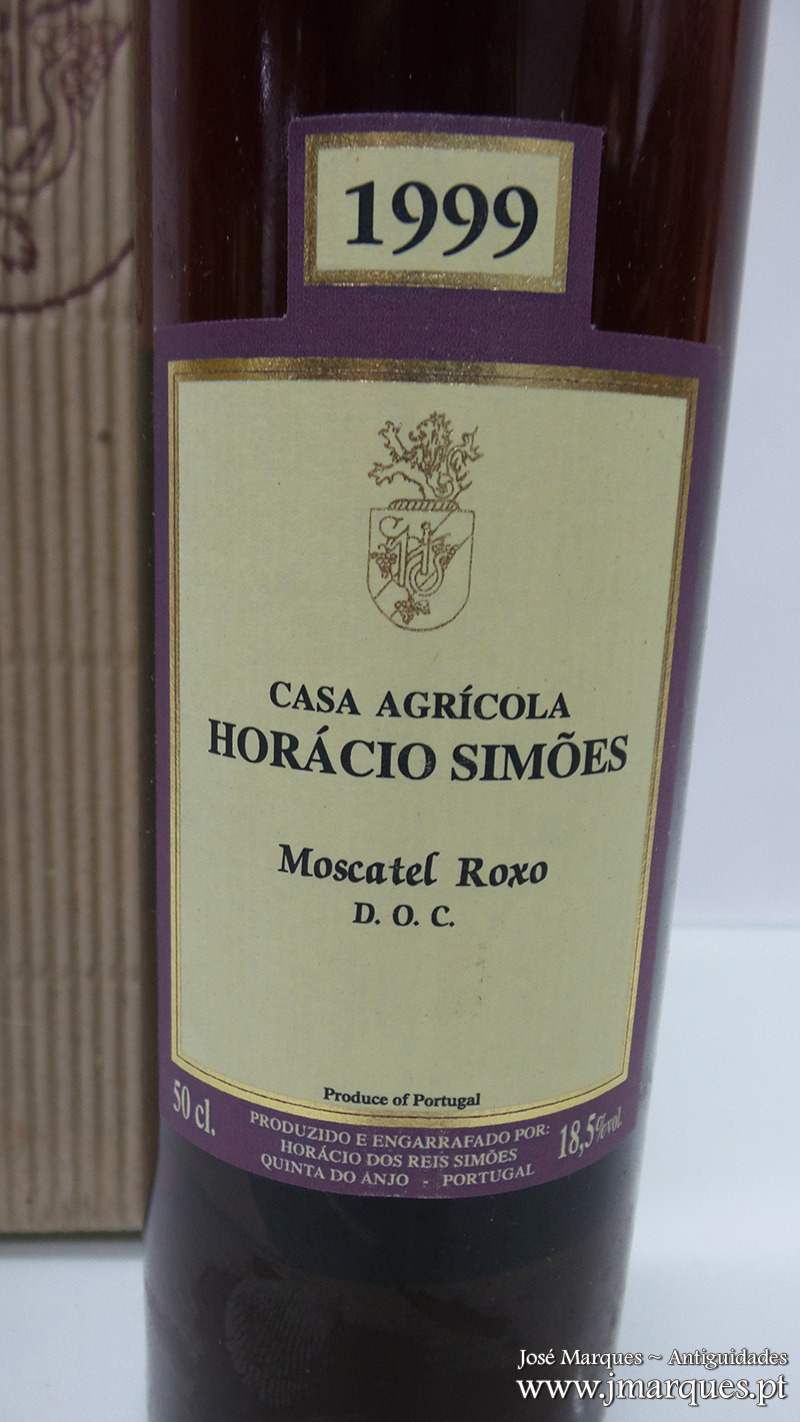 1999
CASA AGRÍCOLA
HORÁCIO SIMÕES
Moscatel Roxo
D. O. C.
Produce of Portugal
50 cl.
PRODUZIDO E ENGARRAFADO POR:
HORÁCIO DOS REIS SIMÕES
QUINTA DO ANJO - PORTUGAL
18,5%vol.
José Marques ~ Antiguidades
www.jmarques.pt